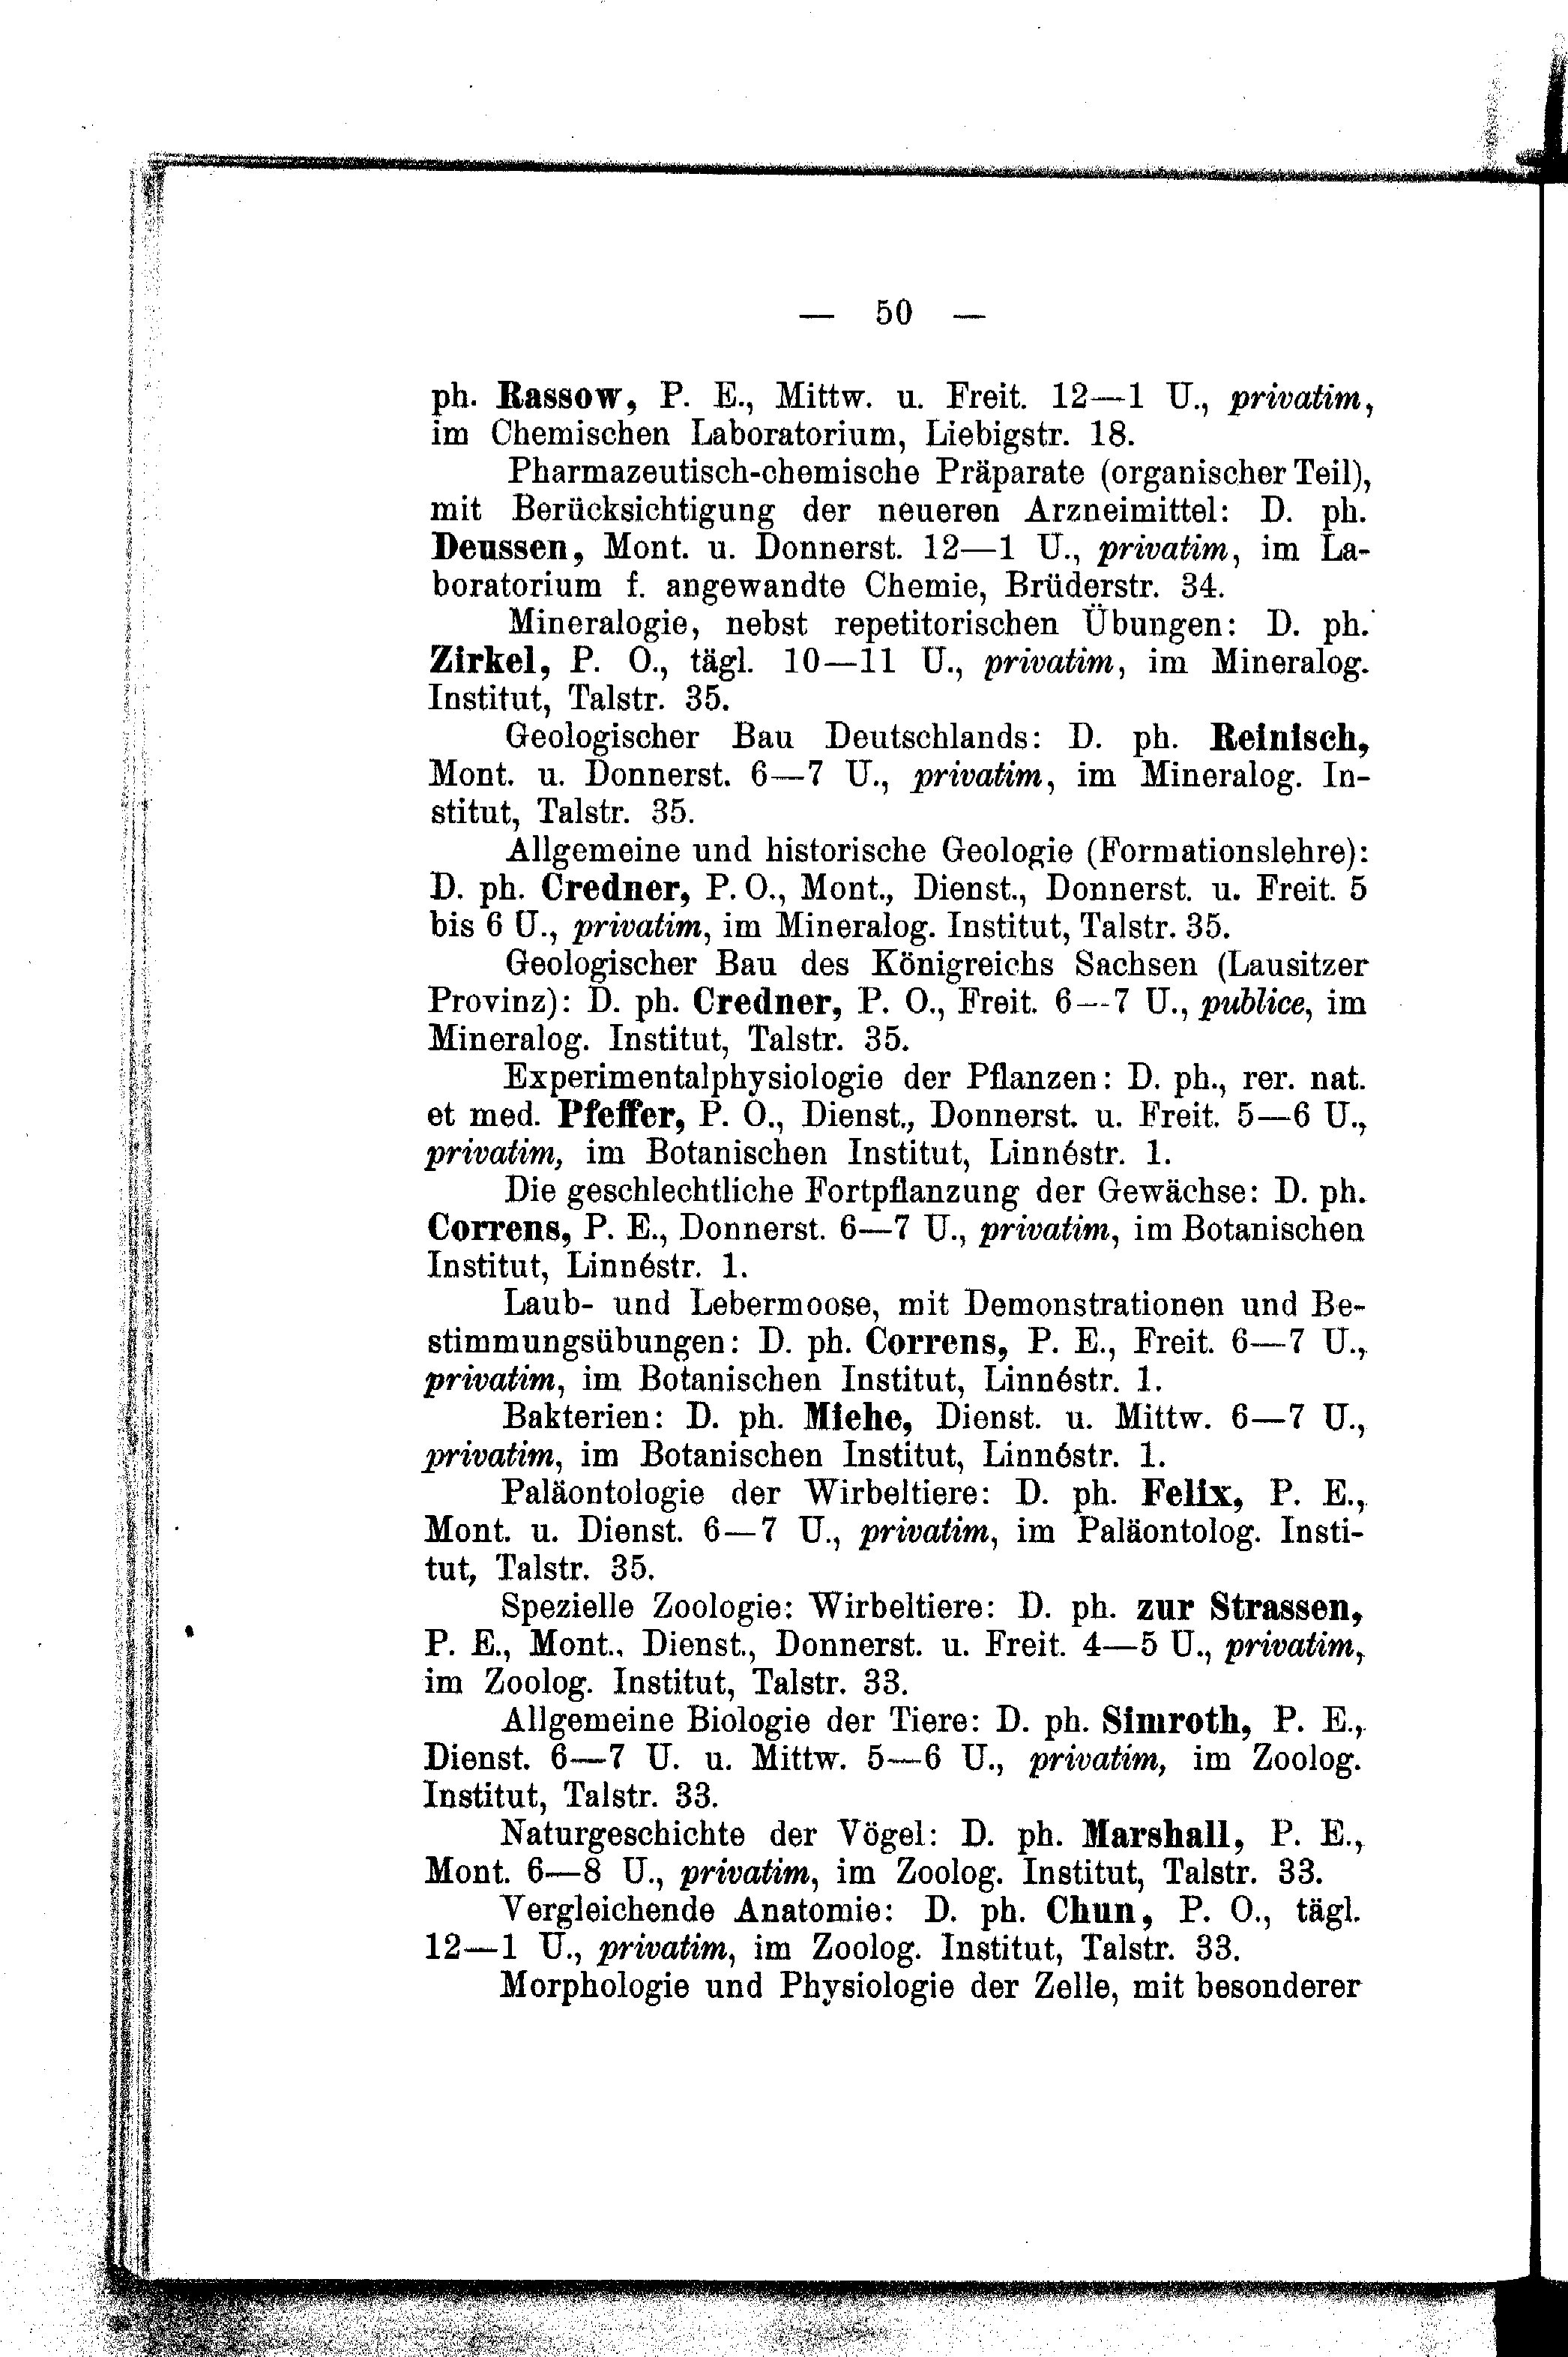 — 50 —
ph. Rassow, P. E., Mittw. u. Freit. 12—1 U., privatim,
im Chemischen Laboratorium, Liebigstr. 18.
Pharmazeutisch-chemische Präparate (organischer Teil),
mit Berücksichtigung der neueren Arzneimittel: D. ph.
Deussen, Mont. u. Donnerst. 12—1 U., privatim, im La-
boratorium f. angewandte Chemie, Brüderstr. 34.
Mineralogie, nebst repetitorischen Übungen: D. ph.
Zirkel, P. O., tägl. 10—11 U., privatim, im Mineralog.
Institut, Talstr. 35.
Geologischer Bau Deutschlands: D. ph. Reinisch,
Mont. u. Donnerst. 6—7 U., privatim, im Mineralog. In-
stitut, Talstr. 35.
Allgemeine und historische Geologie (Formationslehre):
D. ph. Credner, P. O., Mont., Dienst., Donnerst. u. Freit. 5
bis 6 U., privatim, im Mineralog. Institut, Talstr. 35.
Geologischer Bau des Königreichs Sachsen (Lausitzer
Provinz): D. ph. Credner, P. O., Freit. 6—7 U., publice, im
Mineralog. Institut, Talstr. 35.
Experimentalphysiologie der Pflanzen: D. ph., rer. nat.
et med. Pfeffer, P. O., Dienst., Donnerst. u. Freit. 5—6 U.,
privatim, im Botanischen Institut, Linnéstr. 1.
Die geschlechtliche Fortpflanzung der Gewächse: D. ph.
Correns, P. E., Donnerst. 6—7 U., privatim, im Botanischen
Institut, Linnéstr. 1.
Laub- und Lebermoose, mit Demonstrationen und Be-
stimmungsübungen: D. ph. Correns, P. E., Freit. 6—7 U.,
privatim, im Botanischen Institut, Linnéstr. 1.
Bakterien: D. ph. Miehe, Dienst. u. Mittw. 6—7 U.,
privatim, im Botanischen Institut, Linnéstr. 1.
Paläontologie der Wirbeltiere: D. ph. Felix, P. E.,
Mont. u. Dienst. 6—7 U., privatim, im Paläontolog. Insti-
tut, Talstr. 35.
Spezielle Zoologie: Wirbeltiere: D. ph. zur Strassen,
P. E., Mont., Dienst., Donnerst. u. Freit. 4—5 U., privatim,
im Zoolog. Institut, Talstr. 33.
Allgemeine Biologie der Tiere: D. ph. Simroth, P. E.,
Dienst. 6—7 U. u. Mittw. 5—6 U., privatim, im Zoolog.
Institut, Talstr. 33.
Naturgeschichte der Vögel: D. ph. Marshall, P. E.,
Mont. 6—8 U., privatim, im Zoolog. Institut, Talstr. 33.
Vergleichende Anatomie: D. ph. Chun, P. O., tägl.
12—1 U., privatim, im Zoolog. Institut, Talstr. 33.
Morphologie und Physiologie der Zelle, mit besonderer